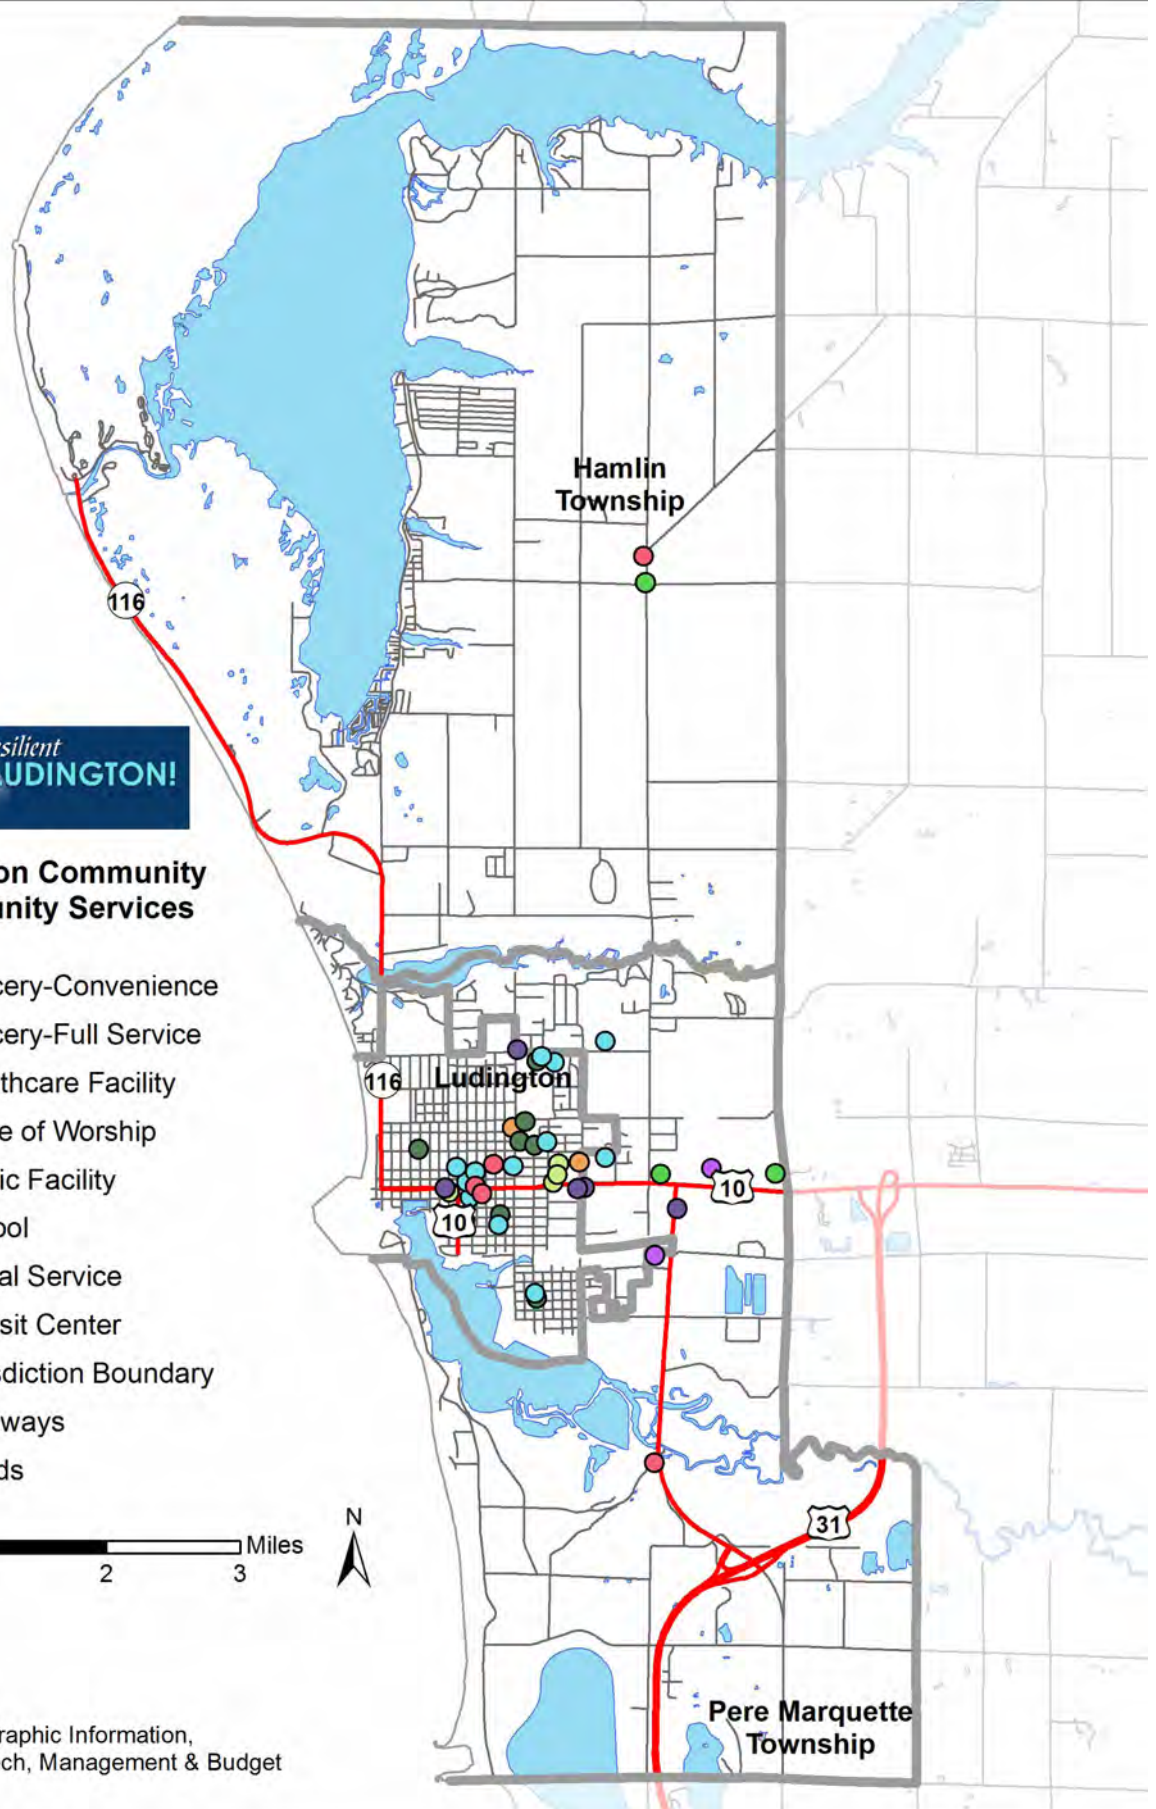 Hamlin
Township
116
silient
UDINGTON!
on Community
unity Services
cery-Convenience
cery-Full Service
lthcare Facility
e of Worship
ic Facility
ool
al Service
sit Center
sdiction Boundary
ways
ds
Miles
2
3
N
116
Ludington
10
10
31
Pere Marquette
Township
raphic Information,
ch, Management & Budget